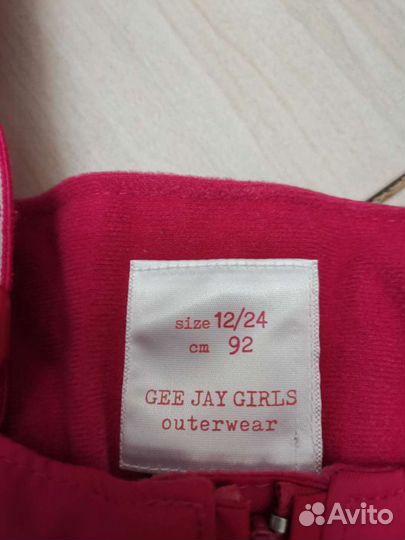 size 12/24
cm 92
GEE JAY GIRLS
outerwear
Avito